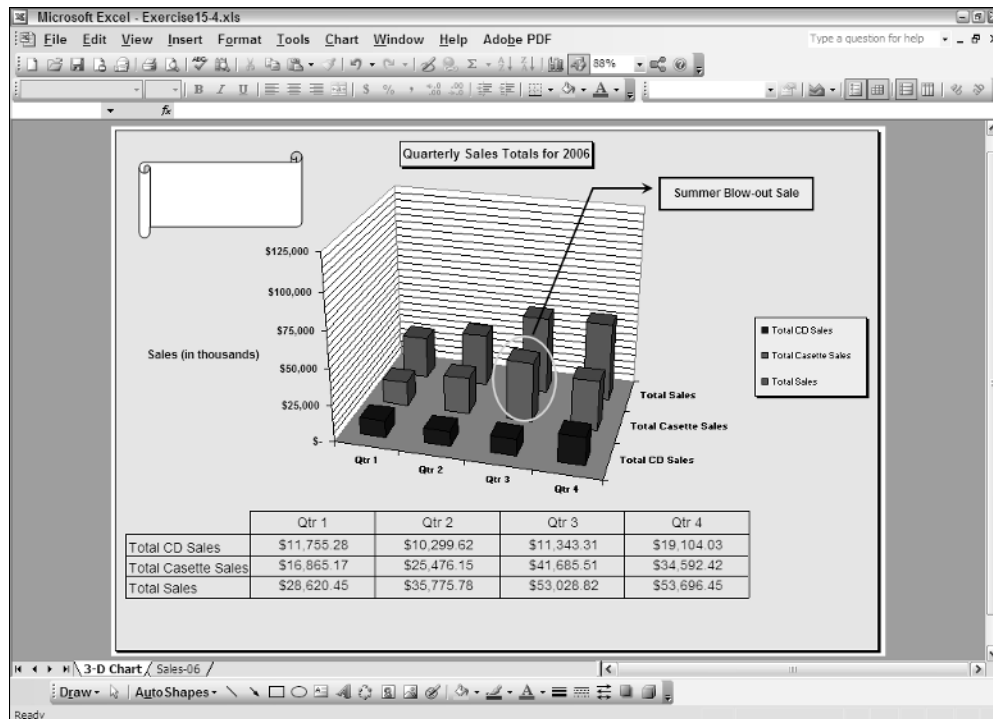 Microsoft Excel - Exercise15-4.xls
File Edit View Insert Format Tools Chart Window Help Adobe PDF Type a question for help
88%
B I U $ % ,
fx
Quarterly Sales Totals for 2006
Summer Blow-out Sale
$125,000
$100,000
$75,000
$50,000
$25,000
$-
Sales (in thousands)
Qtr 1
Qtr 2
Qtr 3
Qtr 4
Total Sales
Total Casette Sales
Total CD Sales
Total CD Sales
Total Casette Sales
Total Sales
Qtr 1 Qtr 2 Qtr 3 Qtr 4
Total CD Sales $11,755.28 $10,299.62 $11,343.31 $19,104.03
Total Casette Sales $16,865.17 $25,476.15 $41,685.51 $34,592.42
Total Sales $28,620.45 $35,775.78 $53,028.82 $53,696.45
3-D Chart Sales-06
Draw AutoShapes
Ready